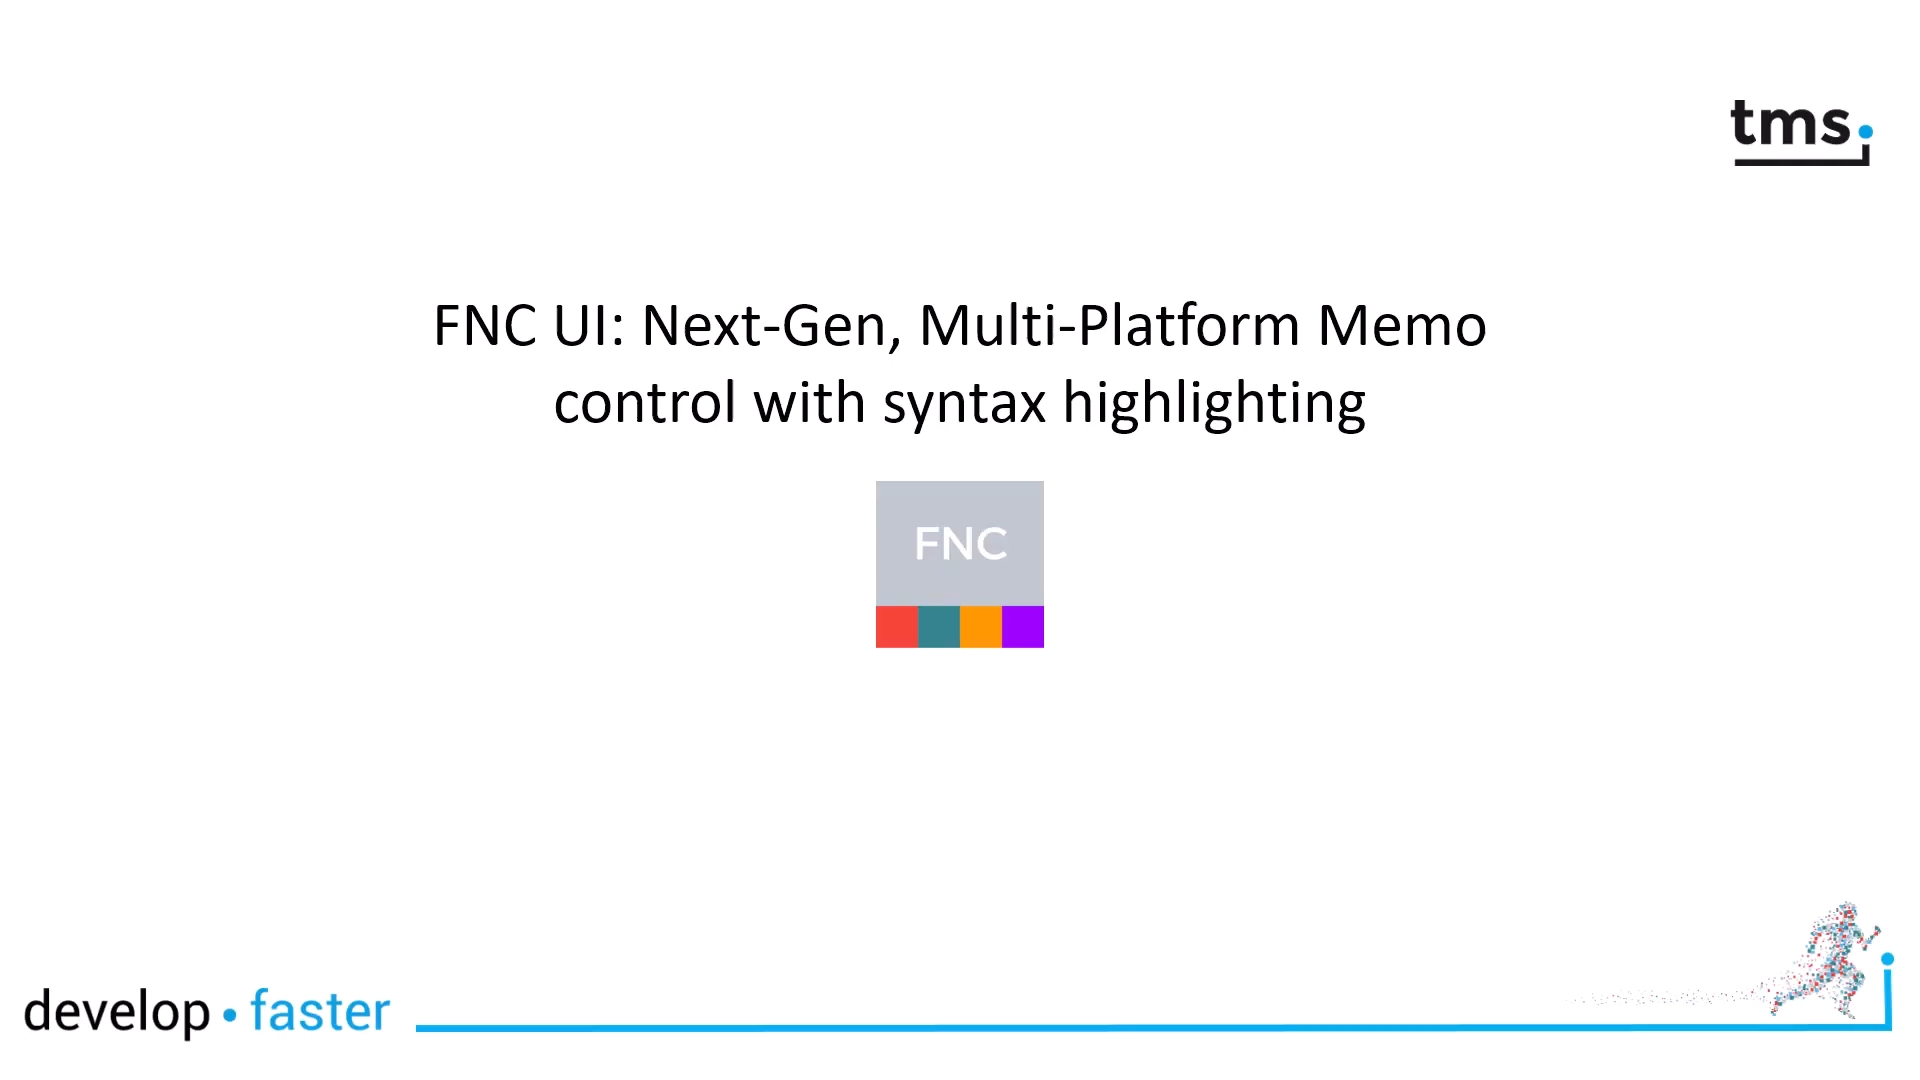 tms.
FNC UI: Next-Gen, Multi-Platform Memo
control with syntax highlighting
FNC
develop • faster